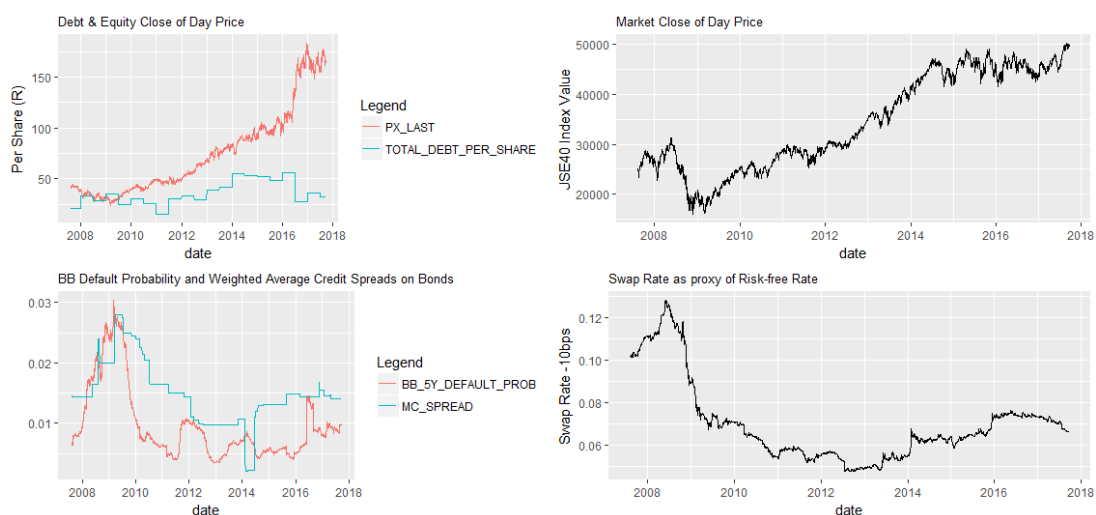 Debt & Equity Close of Day Price
Per Share (R)
150
100
50
2008 2010 2012 2014 2016 2018
date
Legend
PX_LAST
TOTAL_DEBT_PER_SHARE
Market Close of Day Price
JSE40 Index Value
50000
40000
30000
20000
2008 2010 2012 2014 2016 2018
date
BB Default Probability and Weighted Average Credit Spreads on Bonds
0.03
0.02
0.01
2008 2010 2012 2014 2016 2018
date
Legend
BB_5Y_DEFAULT_PROB
MC_SPREAD
Swap Rate as proxy of Risk-free Rate
Swap Rate -10bps
0.12
0.10
0.08
0.06
2008 2010 2012 2014 2016 2018
date